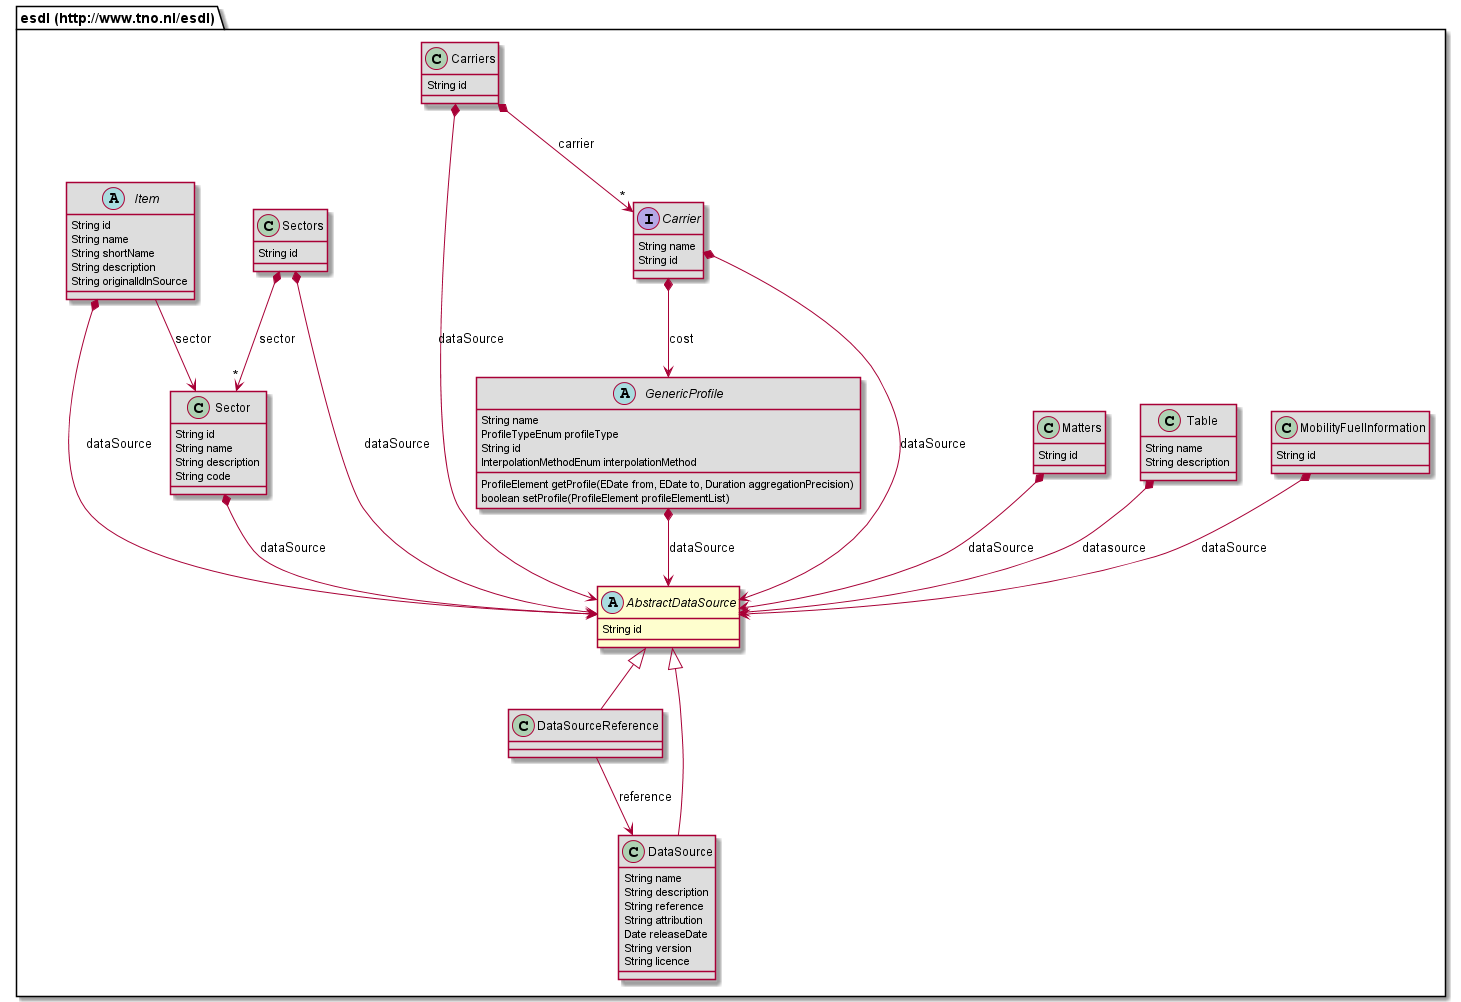 esdl (http://www.tno.nl/esdl)
C Carriers
String id
carrier
*
A Item
String id
String name
String shortName
String description
String originalIdInSource
C Sectors
String id
I Carrier
String name
String id
sector
sector
*
dataSource
cost
C Sector
String id
String name
String description
String code
A GenericProfile
String name
ProfileTypeEnum profileType
String id
InterpolationMethodEnum interpolationMethod
ProfileElement getProfile(EDate from, EDate to, Duration aggregationPrecision)
boolean setProfile(ProfileElement profileElementList)
C Matters
String id
C Table
String name
String description
C MobilityFuelInformation
String id
dataSource
dataSource
dataSource
dataSource
dataSource
dataSource
datasource
dataSource
A AbstractDataSource
String id
C DataSourceReference
reference
C DataSource
String name
String description
String reference
String attribution
Date releaseDate
String version
String licence